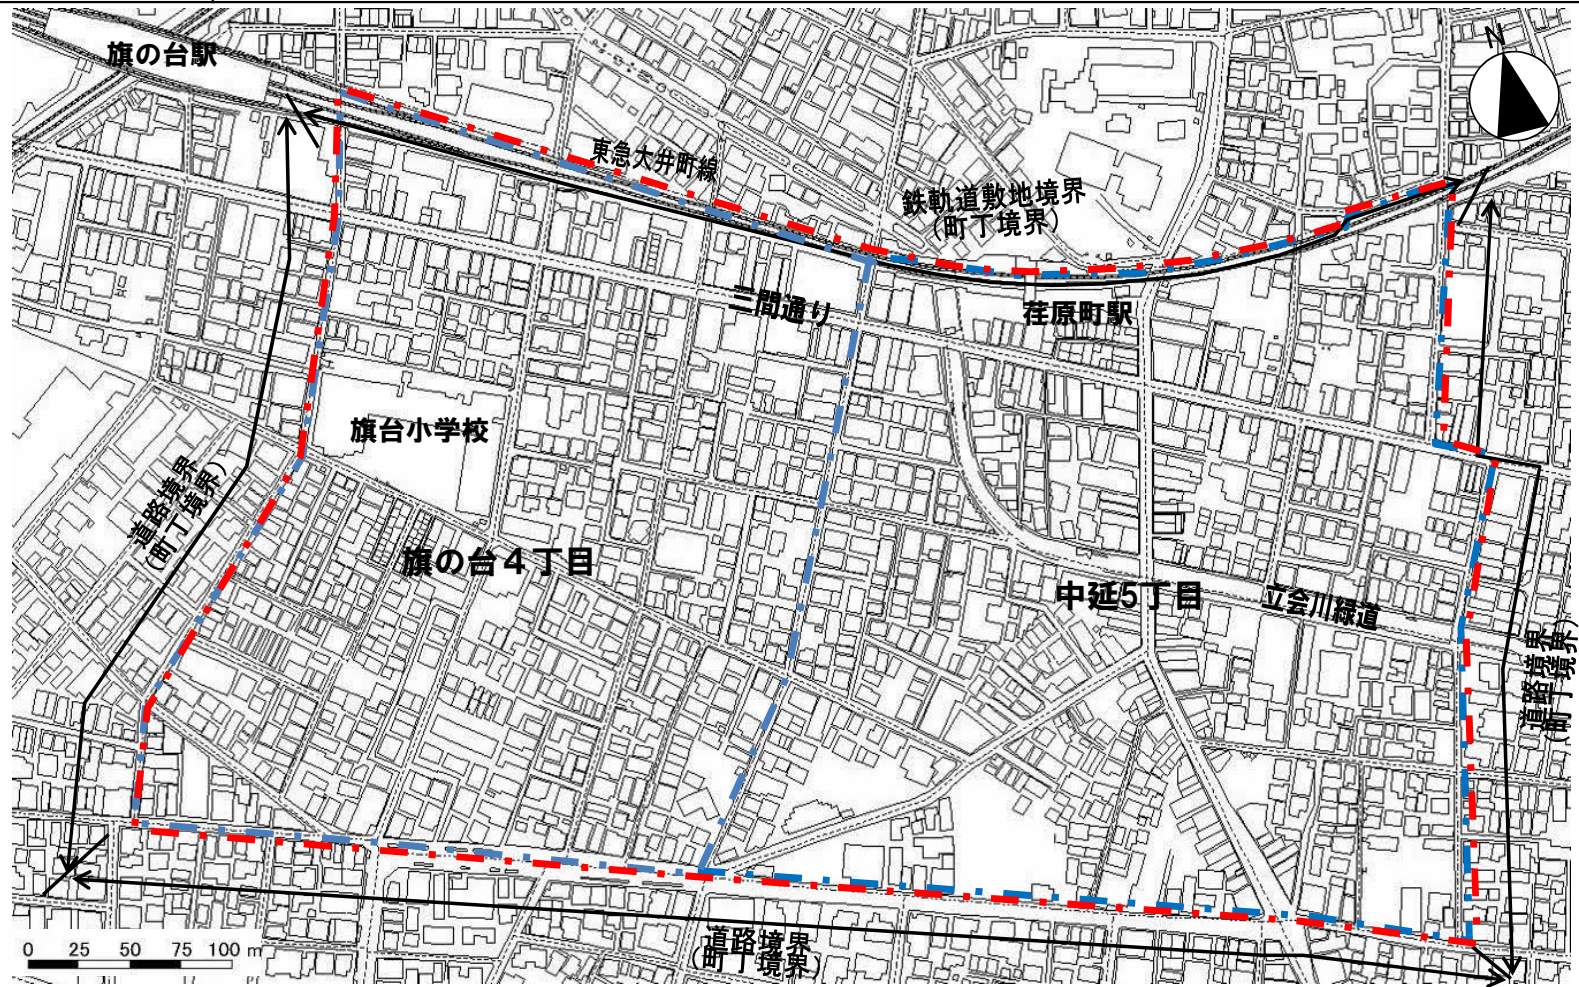 旗の台駅
N
東急大井町線
鉄軌道敷地境界
(町丁境界)
三間通り
荏原町駅
旗台小学校
道路境界
(町丁境界)
旗の台4丁目
中延5丁目
立会川緑道
道路境界
(町丁境界)
道路境界
(町丁境界)
0 25 50 75 100 m